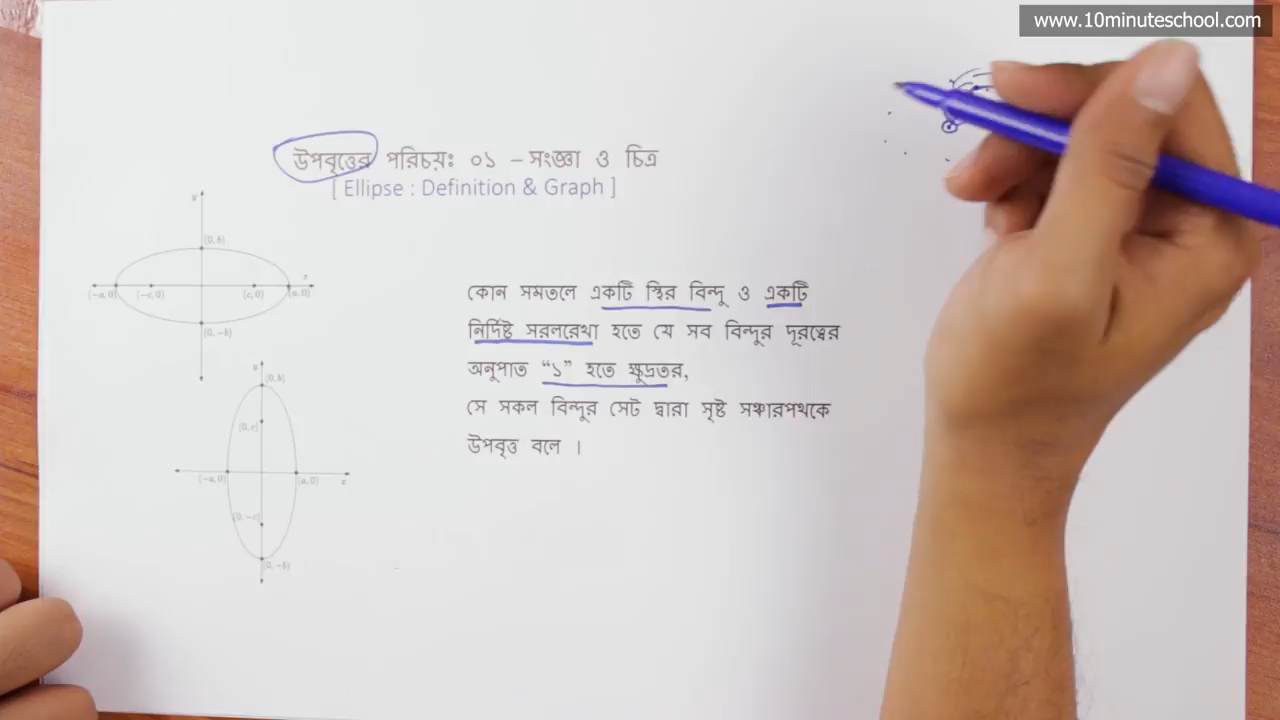 www.10minuteschool.com
উপবৃত্তের পরিচয়ঃ ০১ – সংজ্ঞা ও চিত্র
[ Ellipse : Definition & Graph ]
y
(0, b)
x
(−a, 0) (−c, 0) (c, 0) (a, 0)
(0, −b)
কোন সমতলে একটি স্থির বিন্দু ও একটি
নির্দিষ্ট সরলরেখা হতে যে সব বিন্দুর দূরত্বের
অনুপাত “১” হতে ক্ষুদ্রতর,
সে সকল বিন্দুর সেট দ্বারা সৃষ্ট সঞ্চারপথকে
উপবৃত্ত বলে ।
y
(0, b)
(0, c)
(−a, 0) (a, 0) x
(0, −c)
(0, −b)